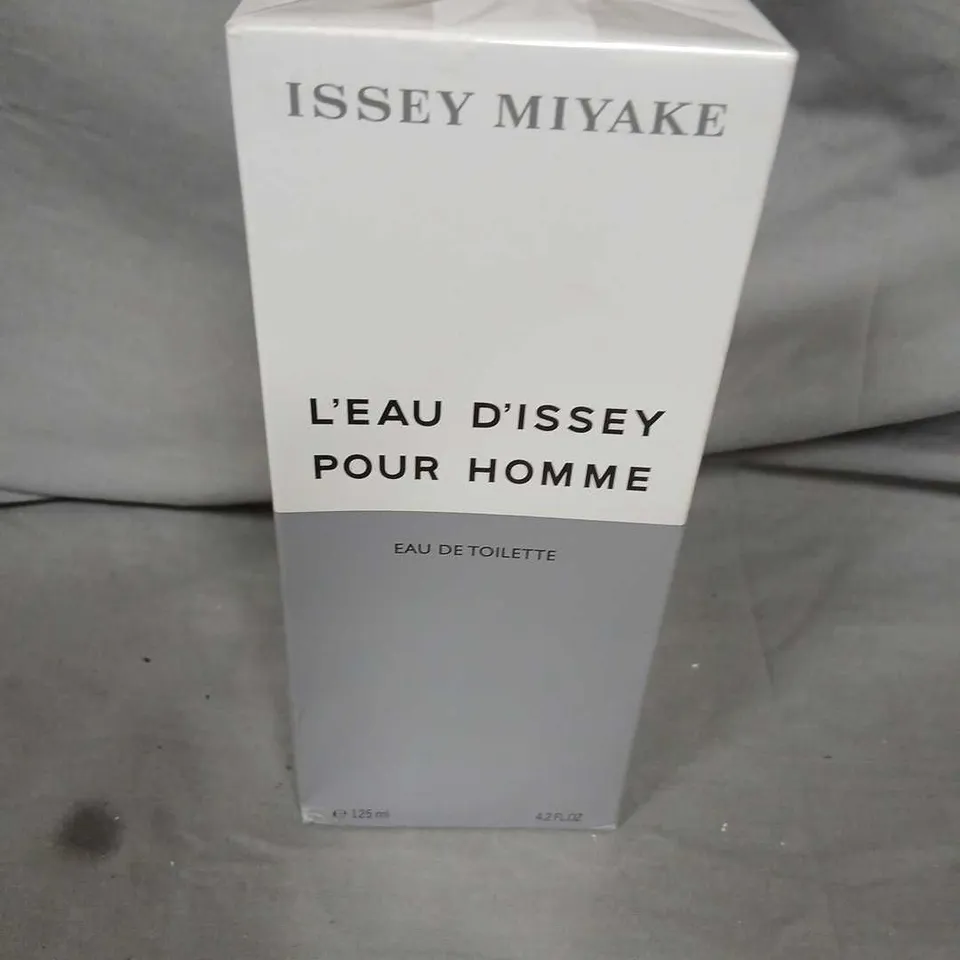 ISSEY MIYAKE
L'EAU D'ISSEY
POUR HOMME
EAU DE TOILETTE
℮ 125 ml 4.2 FL.OZ